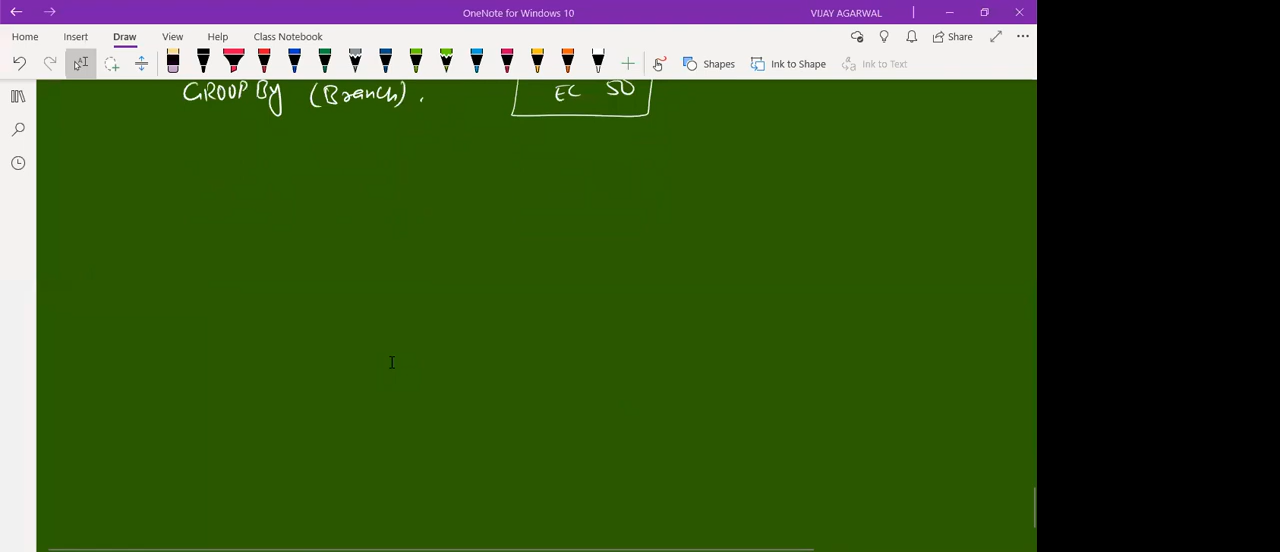 OneNote for Windows 10
VIJAY AGARWAL
Home
Insert
Draw
View
Help
Class Notebook
Share
Shapes
Ink to Shape
Ink to Text
GROUP By (Branch).
EC 50